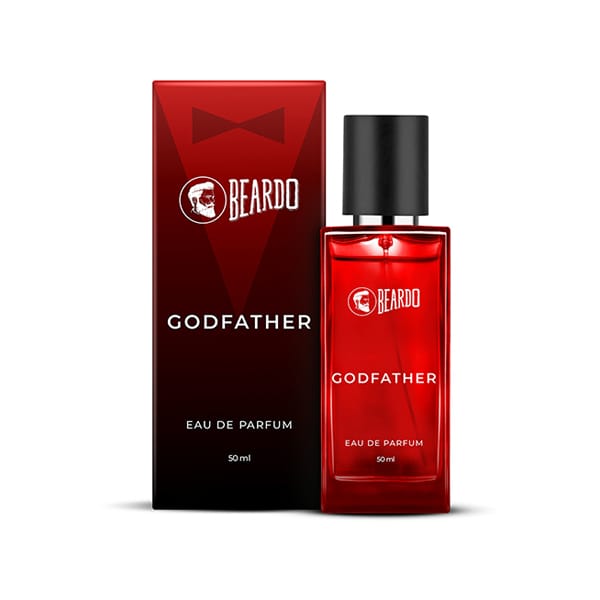 BEARDO
GODFATHER
EAU DE PARFUM
50 ml
BEARDO
GODFATHER
EAU DE PARFUM
50 ml